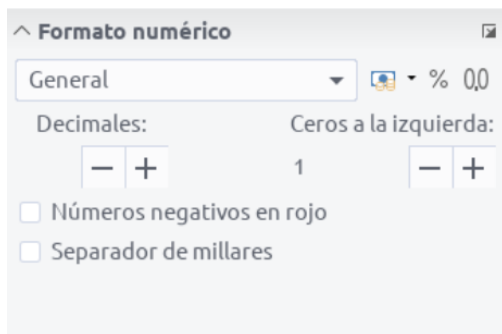 Formato numérico
General % 0,0
Decimales: Ceros a la izquierda:
1
Números negativos en rojo
Separador de millares